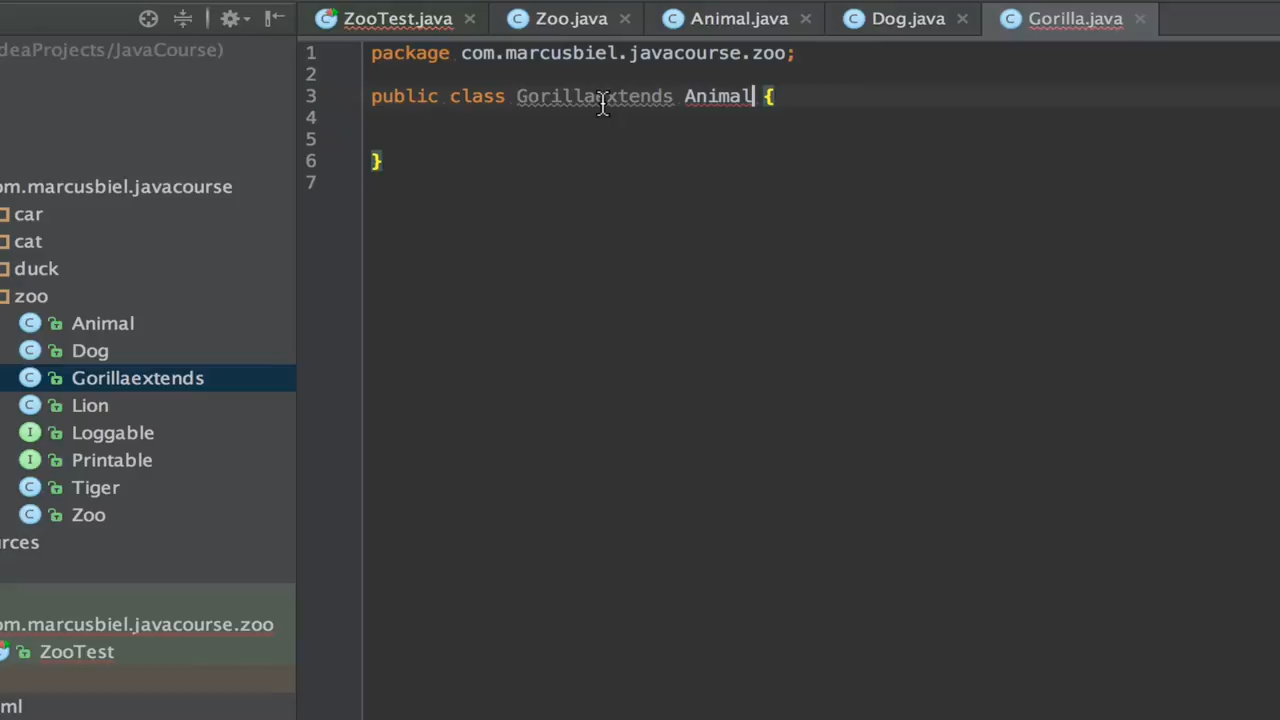 ZooTest.java Zoo.java Animal.java Dog.java Gorilla.java
deaProjects/JavaCourse)
1 package com.marcusbiel.javacourse.zoo;
2
3 public class Gorillaextends Animal {
4
5
6 }
7
om.marcusbiel.javacourse
car
cat
duck
zoo
C Animal
C Dog
C Gorillaextends
C Lion
I Loggable
I Printable
C Tiger
C Zoo
urces
om.marcusbiel.javacourse.zoo
ZooTest
ml